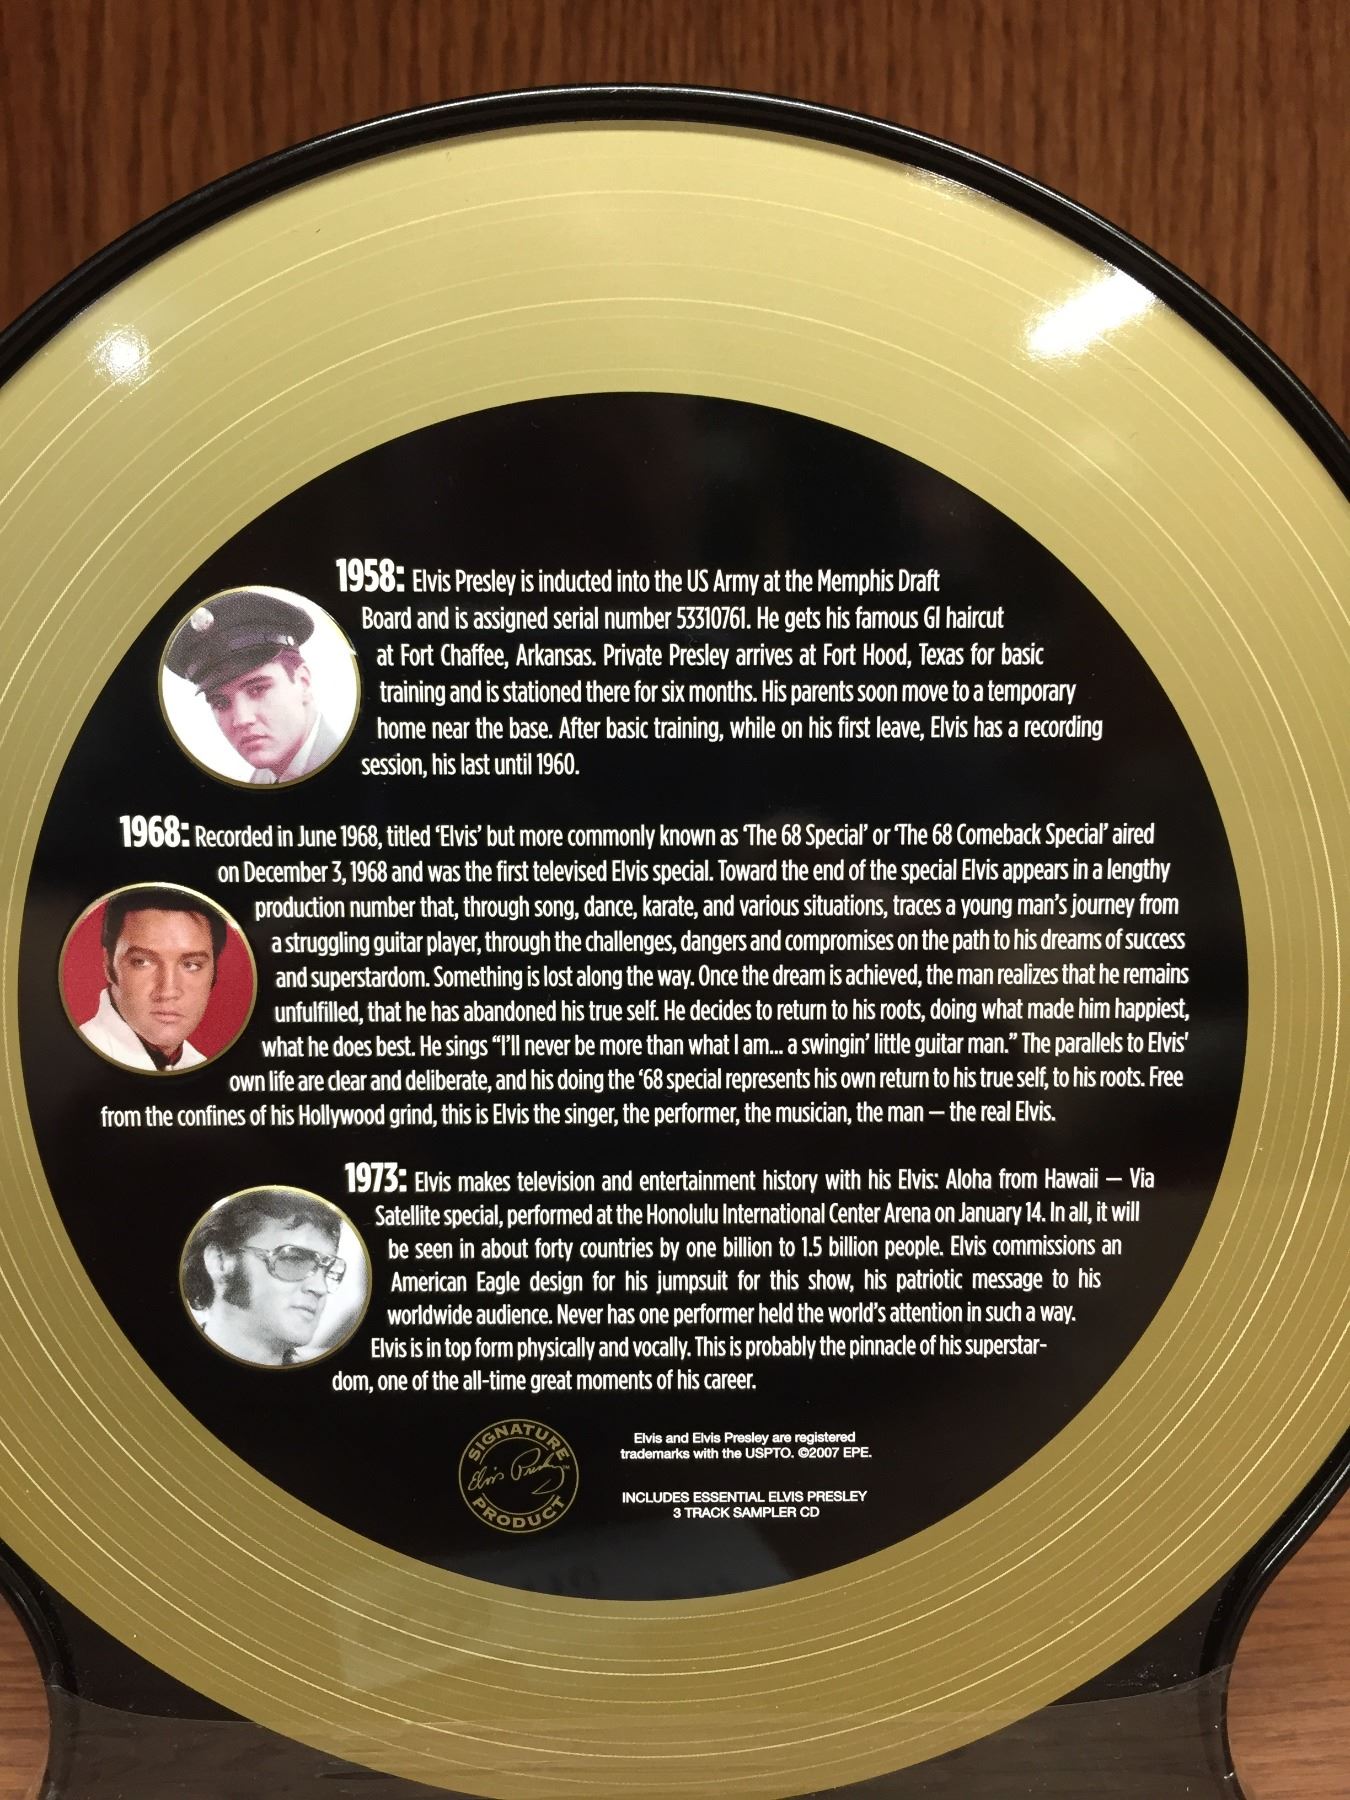 1958: Elvis Presley is inducted into the US Army at the Memphis Draft
Board and is assigned serial number 53310761. He gets his famous GI haircut
at Fort Chaffee, Arkansas. Private Presley arrives at Fort Hood, Texas for basic
training and is stationed there for six months. His parents soon move to a temporary
home near the base. After basic training, while on his first leave, Elvis has a recording
session, his last until 1960.
1968: Recorded in June 1968, titled ‘Elvis’ but more commonly known as ‘The 68 Special’ or ‘The 68 Comeback Special’ aired
on December 3, 1968 and was the first televised Elvis special. Toward the end of the special Elvis appears in a lengthy
production number that, through song, dance, karate, and various situations, traces a young man’s journey from
a struggling guitar player, through the challenges, dangers and compromises on the path to his dreams of success
and superstardom. Something is lost along the way. Once the dream is achieved, the man realizes that he remains
unfulfilled, that he has abandoned his true self. He decides to return to his roots, doing what made him happiest,
what he does best. He sings “I’ll never be more than what I am... a swingin’ little guitar man.” The parallels to Elvis’
own life are clear and deliberate, and his doing the ‘68 special represents his own return to his true self, to his roots. Free
from the confines of his Hollywood grind, this is Elvis the singer, the performer, the musician, the man – the real Elvis.
1973: Elvis makes television and entertainment history with his Elvis: Aloha from Hawaii – Via
Satellite special, performed at the Honolulu International Center Arena on January 14. In all, it will
be seen in about forty countries by one billion to 1.5 billion people. Elvis commissions an
American Eagle design for his jumpsuit for this show, his patriotic message to his
worldwide audience. Never has one performer held the world’s attention in such a way.
Elvis is in top form physically and vocally. This is probably the pinnacle of his superstar-
dom, one of the all-time great moments of his career.
SIGNATURE
Elvis Presley™
PRODUCT
Elvis and Elvis Presley are registered
trademarks with the USPTO. ©2007 EPE.
INCLUDES ESSENTIAL ELVIS PRESLEY
3 TRACK SAMPLER CD